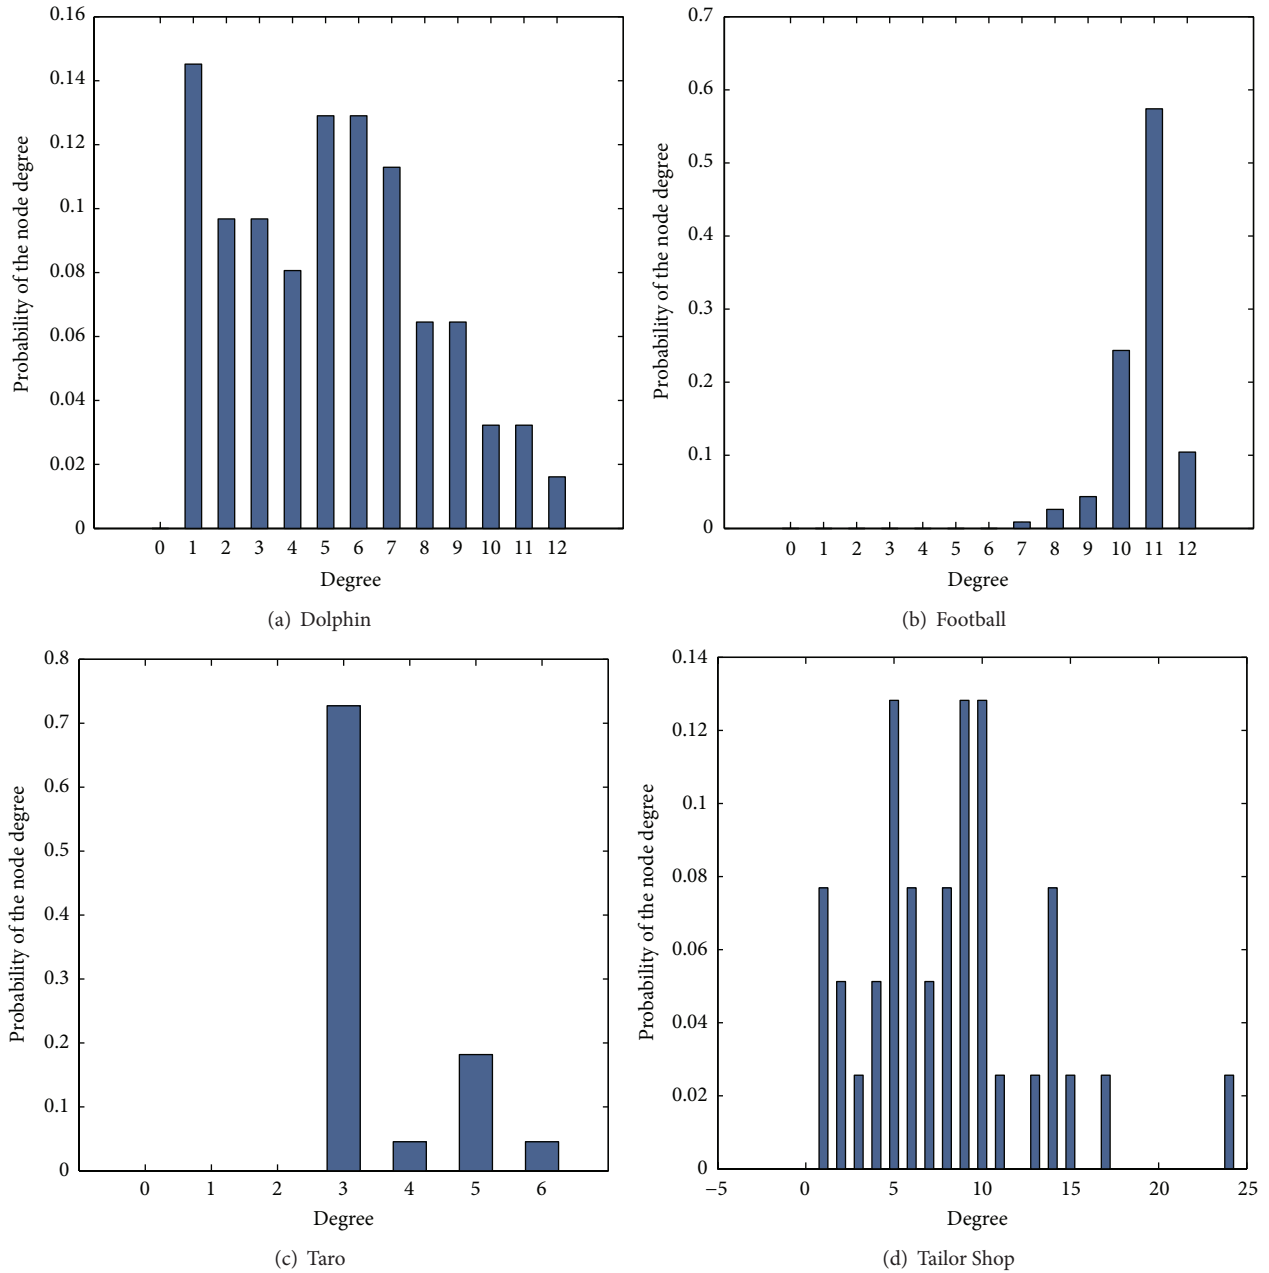 Probability of the node degree
0.16
0.14
0.12
0.1
0.08
0.06
0.04
0.02
0
0 1 2 3 4 5 6 7 8 9 10 11 12
Degree
(a) Dolphin
Probability of the node degree
0.7
0.6
0.5
0.4
0.3
0.2
0.1
0
0 1 2 3 4 5 6 7 8 9 10 11 12
Degree
(b) Football
Probability of the node degree
0.8
0.7
0.6
0.5
0.4
0.3
0.2
0.1
0
0 1 2 3 4 5 6
Degree
(c) Taro
Probability of the node degree
0.14
0.12
0.1
0.08
0.06
0.04
0.02
0
−5 0 5 10 15 20 25
Degree
(d) Tailor Shop